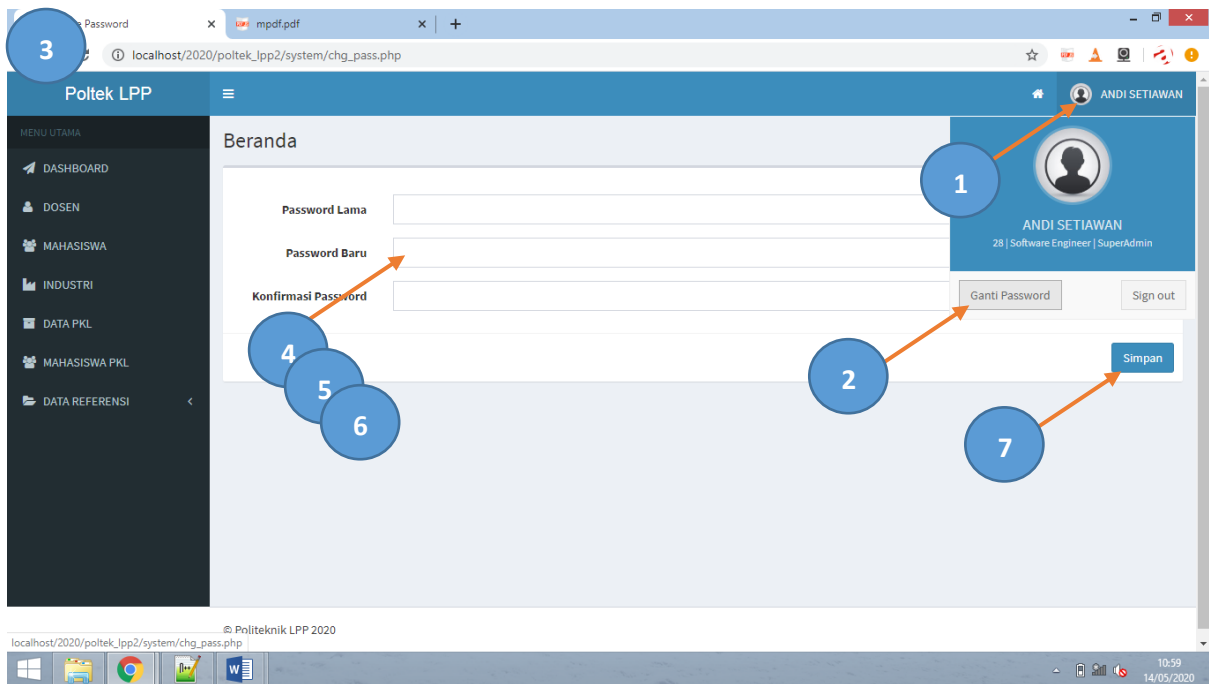 Password
mpdf.pdf
3
localhost/2020/poltek_lpp2/system/chg_pass.php
Poltek LPP
ANDI SETIAWAN
MENU UTAMA
Beranda
DASHBOARD
1
DOSEN
Password Lama
ANDI SETIAWAN
28 | Software Engineer | SuperAdmin
MAHASISWA
Password Baru
INDUSTRI
Konfirmasi Password
Ganti Password
Sign out
DATA PKL
4
MAHASISWA PKL
Simpan
2
5
DATA REFERENSI
6
7
© Politeknik LPP 2020
localhost/2020/poltek_lpp2/system/chg_pass.php
10:59
14/05/2020